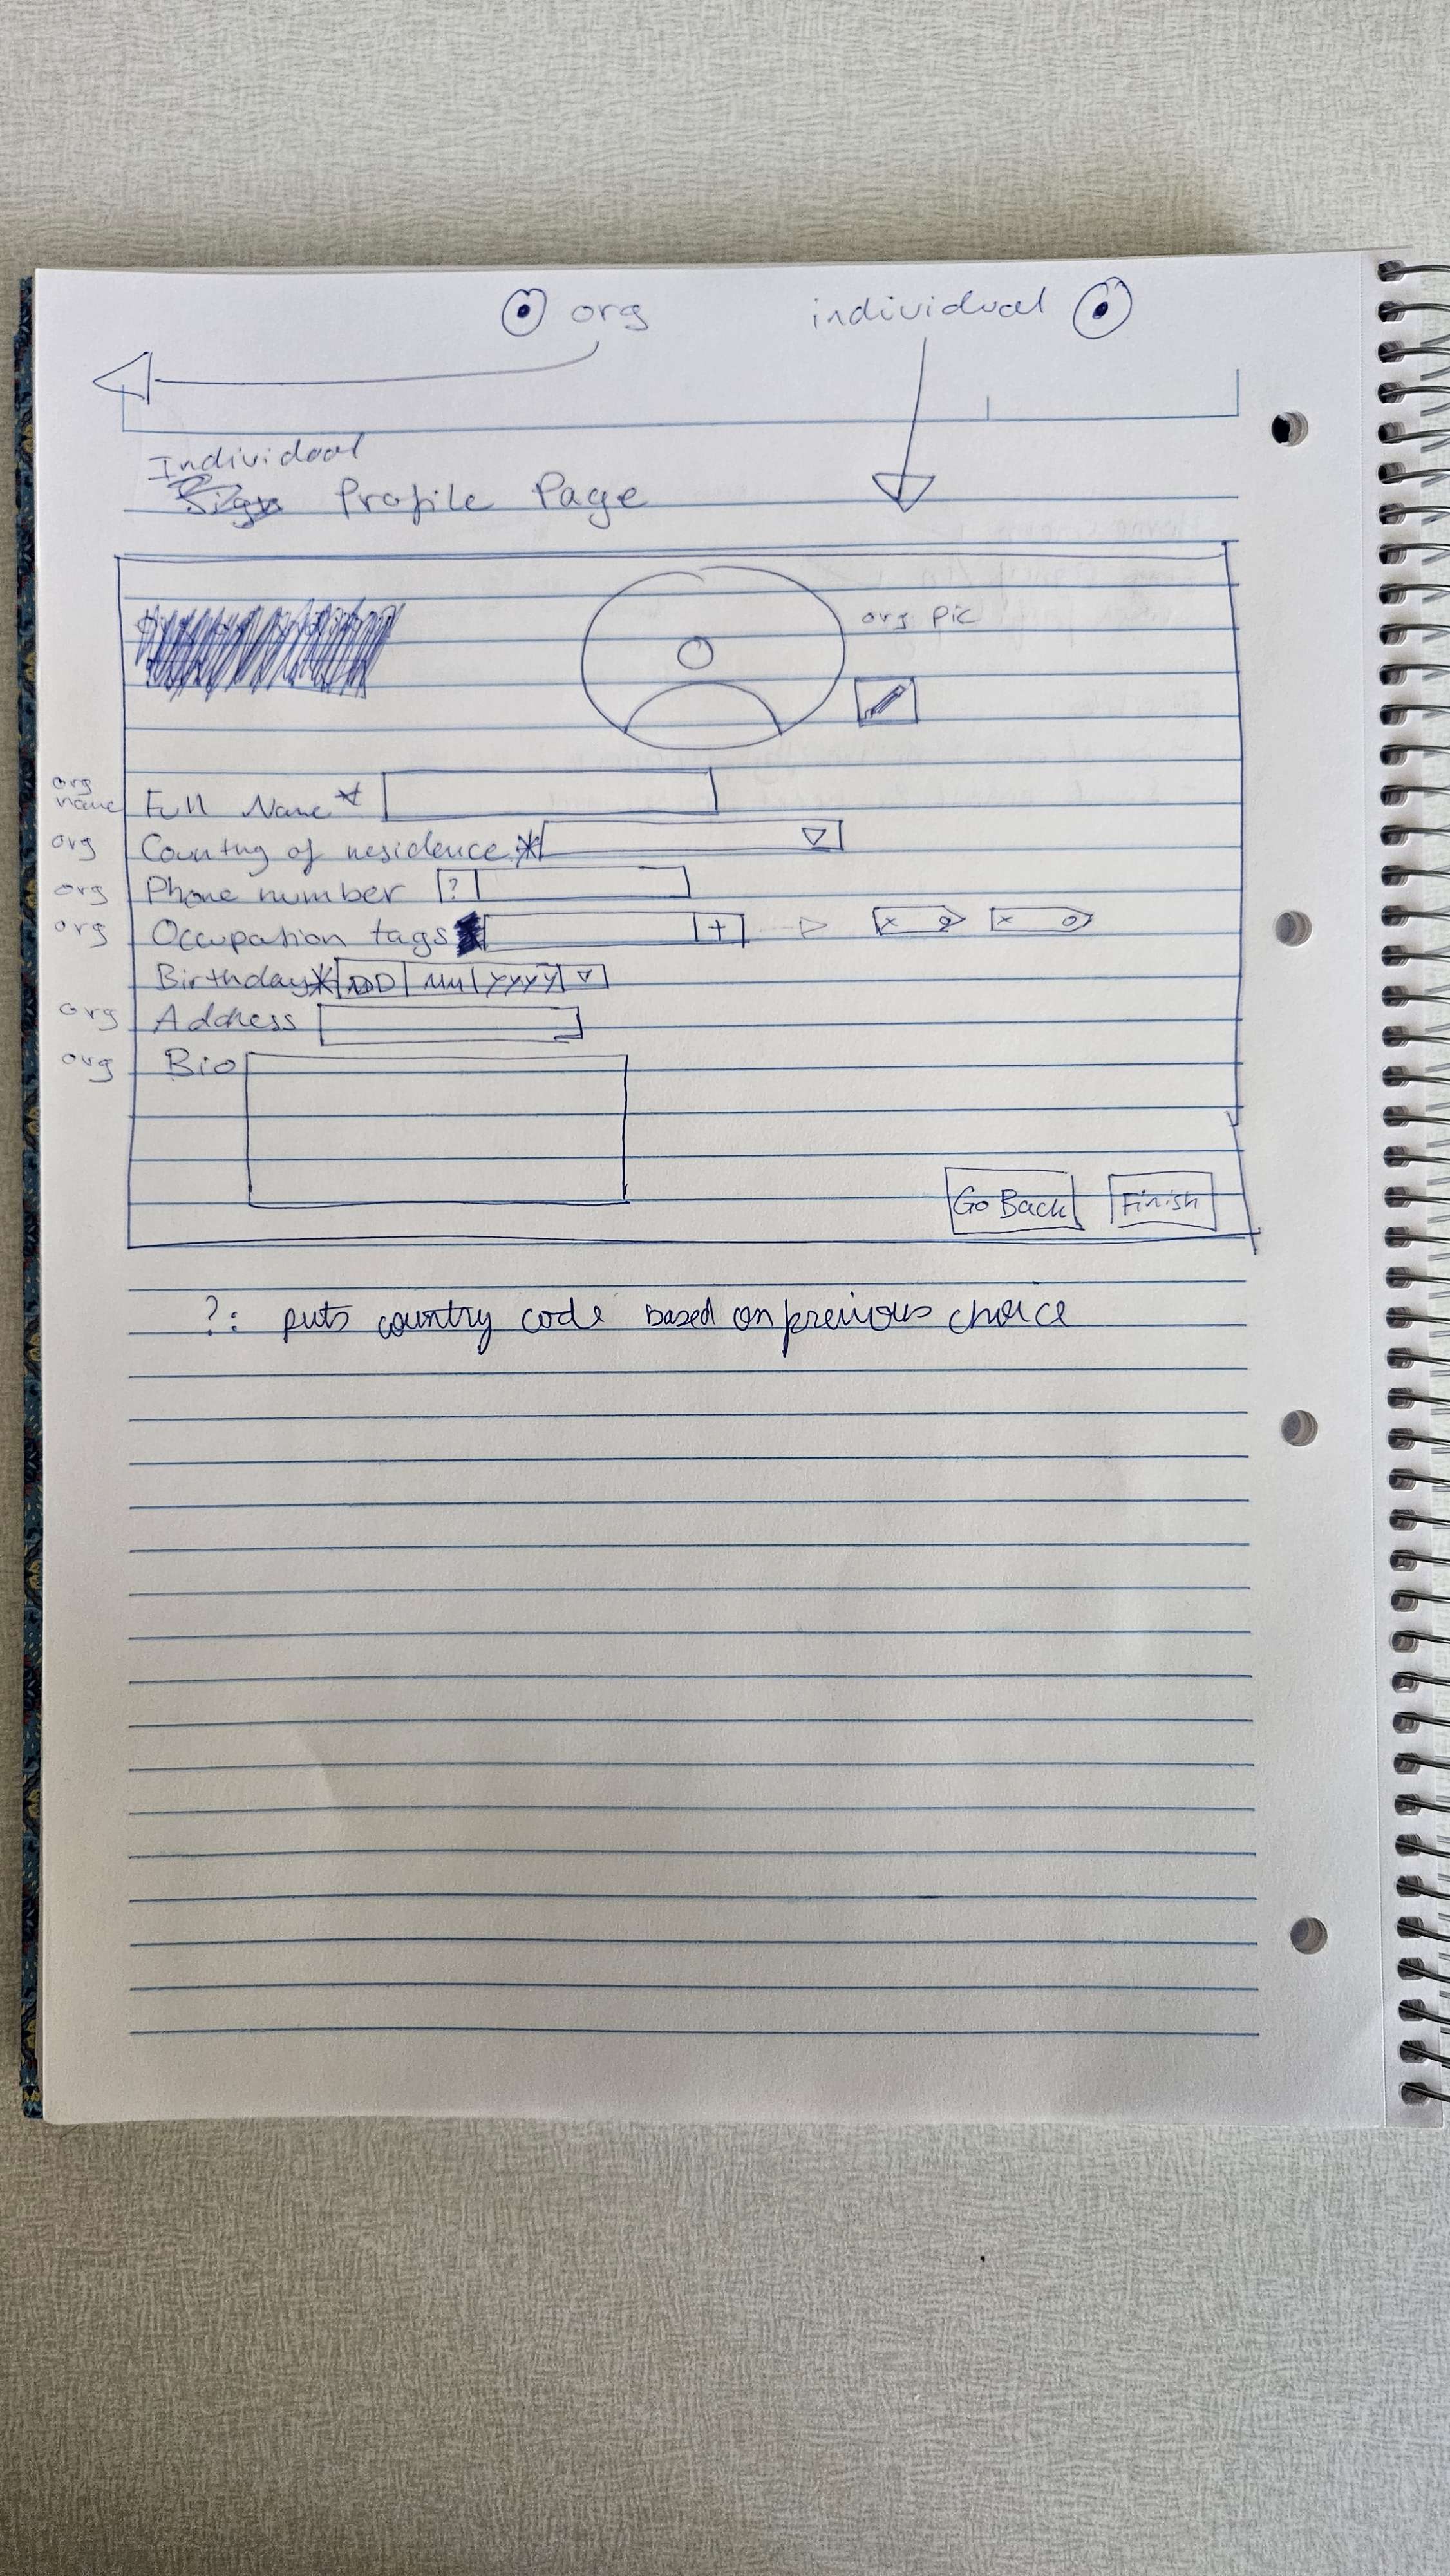 org individual
Individual
Profile Page
org pic
org name Full Name *
org Country of residence *
org Phone number ?
org Occupation tags + x x
Birthday * DD MM YYYY
org Address
org Bio
Go Back Finish
?: puts country code based on previous choice